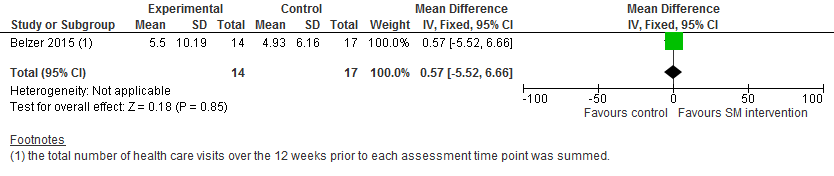 Experimental Control Mean Difference Mean Difference
Study or Subgroup Mean SD Total Mean SD Total Weight IV, Fixed, 95% CI IV, Fixed, 95% CI
Belzer 2015 (1) 5.5 10.19 14 4.93 6.16 17 100.0% 0.57 [-5.52, 6.66]
Total (95% CI) 14 17 100.0% 0.57 [-5.52, 6.66]
Heterogeneity: Not applicable
Test for overall effect: Z = 0.18 (P = 0.85)
-100 -50 0 50 100
Favours control Favours SM intervention
Footnotes
(1) the total number of health care visits over the 12 weeks prior to each assessment time point was summed.